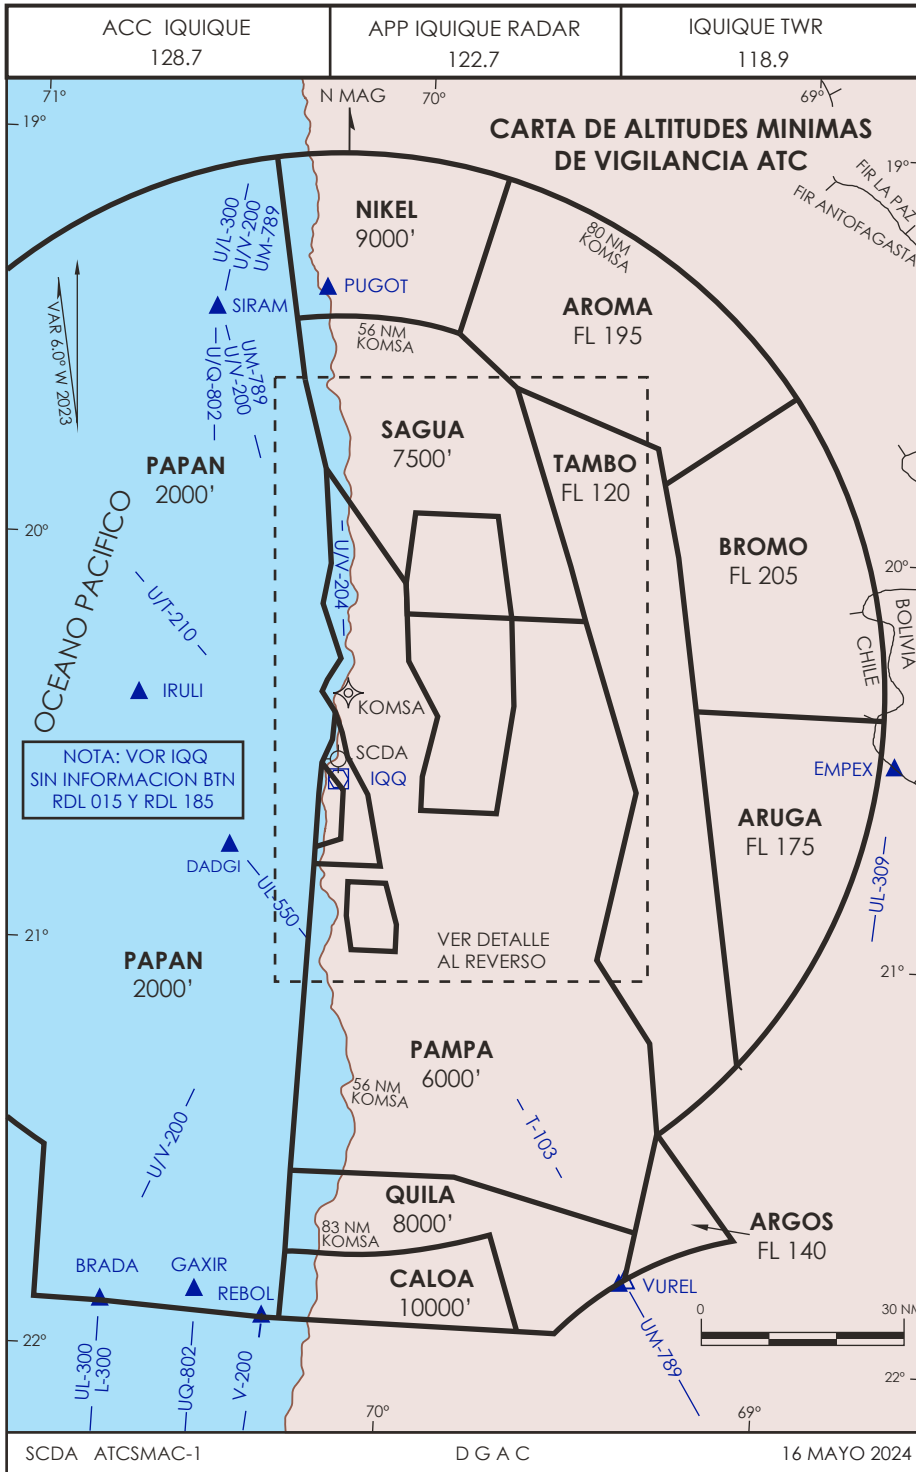 ACC IQUIQUE
128.7
APP IQUIQUE RADAR
122.7
IQUIQUE TWR
118.9
71°
N MAG
70°
69°
19°
CARTA DE ALTITUDES MINIMAS
DE VIGILANCIA ATC
19°
FIR LA PAZ
FIR ANTOFAGASTA
NIKEL
9000'
U/L-300
U/V-200
UM-789
80 NM
KOMSA
PUGOT
SIRAM
AROMA
FL 195
VAR 6.0° W 2023
56 NM
KOMSA
UM-789
U/V-200
U/Q-802
SAGUA
7500'
TAMBO
FL 120
PAPAN
2000'
OCEANO PACIFICO
20°
U/V-204
BROMO
FL 205
20°
U/T-210
BOLIVIA
CHILE
IRULI
KOMSA
NOTA: VOR IQQ
SIN INFORMACION BTN
RDL 015 Y RDL 185
SCDA
IQQ
EMPEX
ARUGA
FL 175
DADGI
UL-550
UL-309
21°
VER DETALLE
AL REVERSO
PAPAN
2000'
21°
PAMPA
6000'
56 NM
KOMSA
T-103
U/V-200
QUILA
8000'
83 NM
KOMSA
ARGOS
FL 140
BRADA
GAXIR
REBOL
CALOA
10000'
VUREL
0
30 NM
22°
UL-300
L-300
UQ-802
V-200
UM-789
22°
70°
69°
SCDA ATCSMAC-1
D G A C
16 MAYO 2024